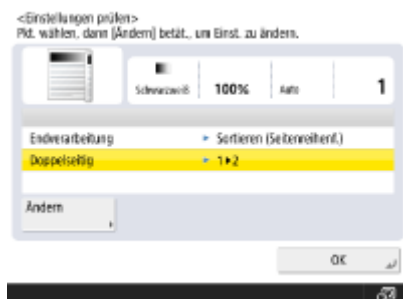 <Einstellungen prüfen>
Pkt. wählen, dann [Ändern] betät., um Einst. zu ändern.
Schwarzweiß 100% Auto 1
Endverarbeitung ▸ Sortieren (Seitenreihenf.)
Doppelseitig ▸ 1▸2
Ändern
OK